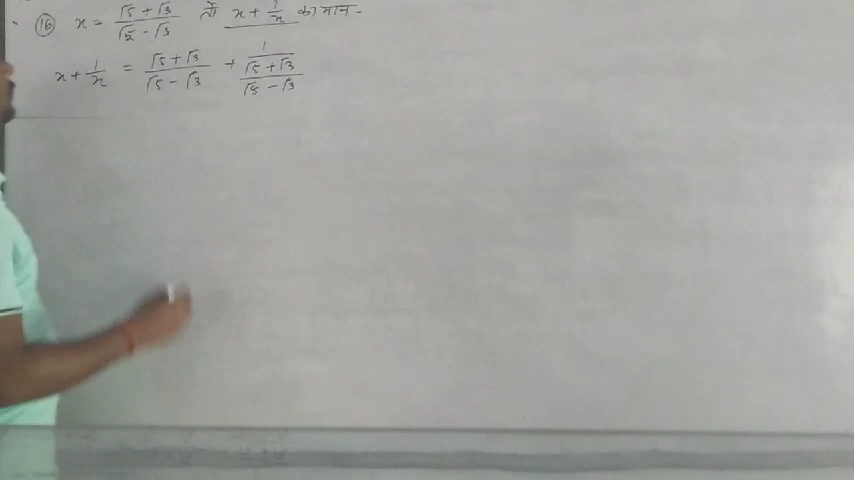 (16) x = (√5 + √3)/(√5 - √3) तो x + 1/x का मान -
x + 1/x = (√5 + √3)/(√5 - √3) + 1/((√5 + √3)/(√5 - √3))